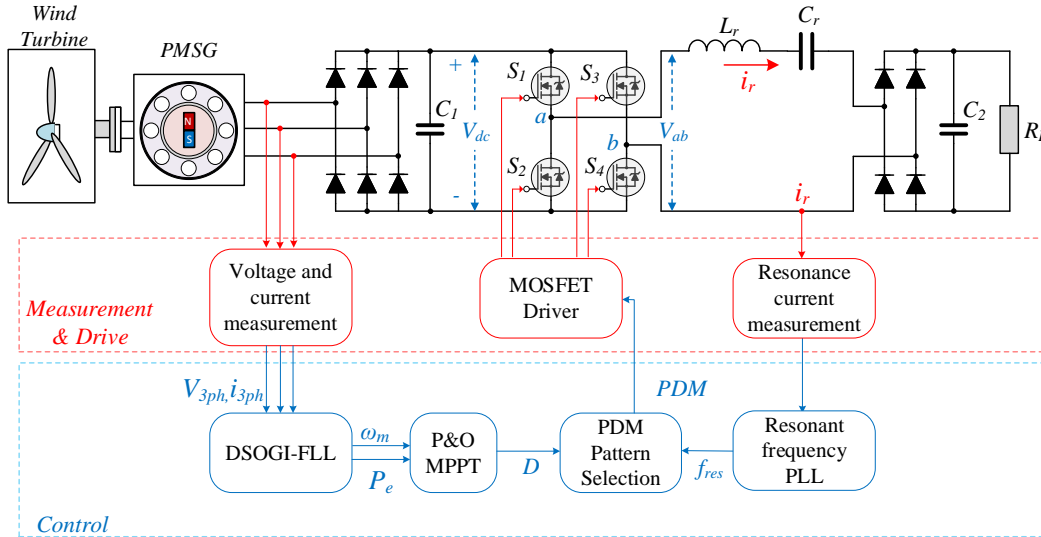 Wind
Turbine
PMSG
N
S
C1
+
Vdc
-
S1
S3
a
b
S2
S4
Vab
Lr
Cr
ir
C2
ir
Measurement
& Drive
Voltage and
current
measurement
MOSFET
Driver
Resonance
current
measurement
V3ph,i3ph
PDM
DSOGI-FLL
ωm
Pe
P&O
MPPT
D
PDM
Pattern
Selection
fres
Resonant
frequency
PLL
Control